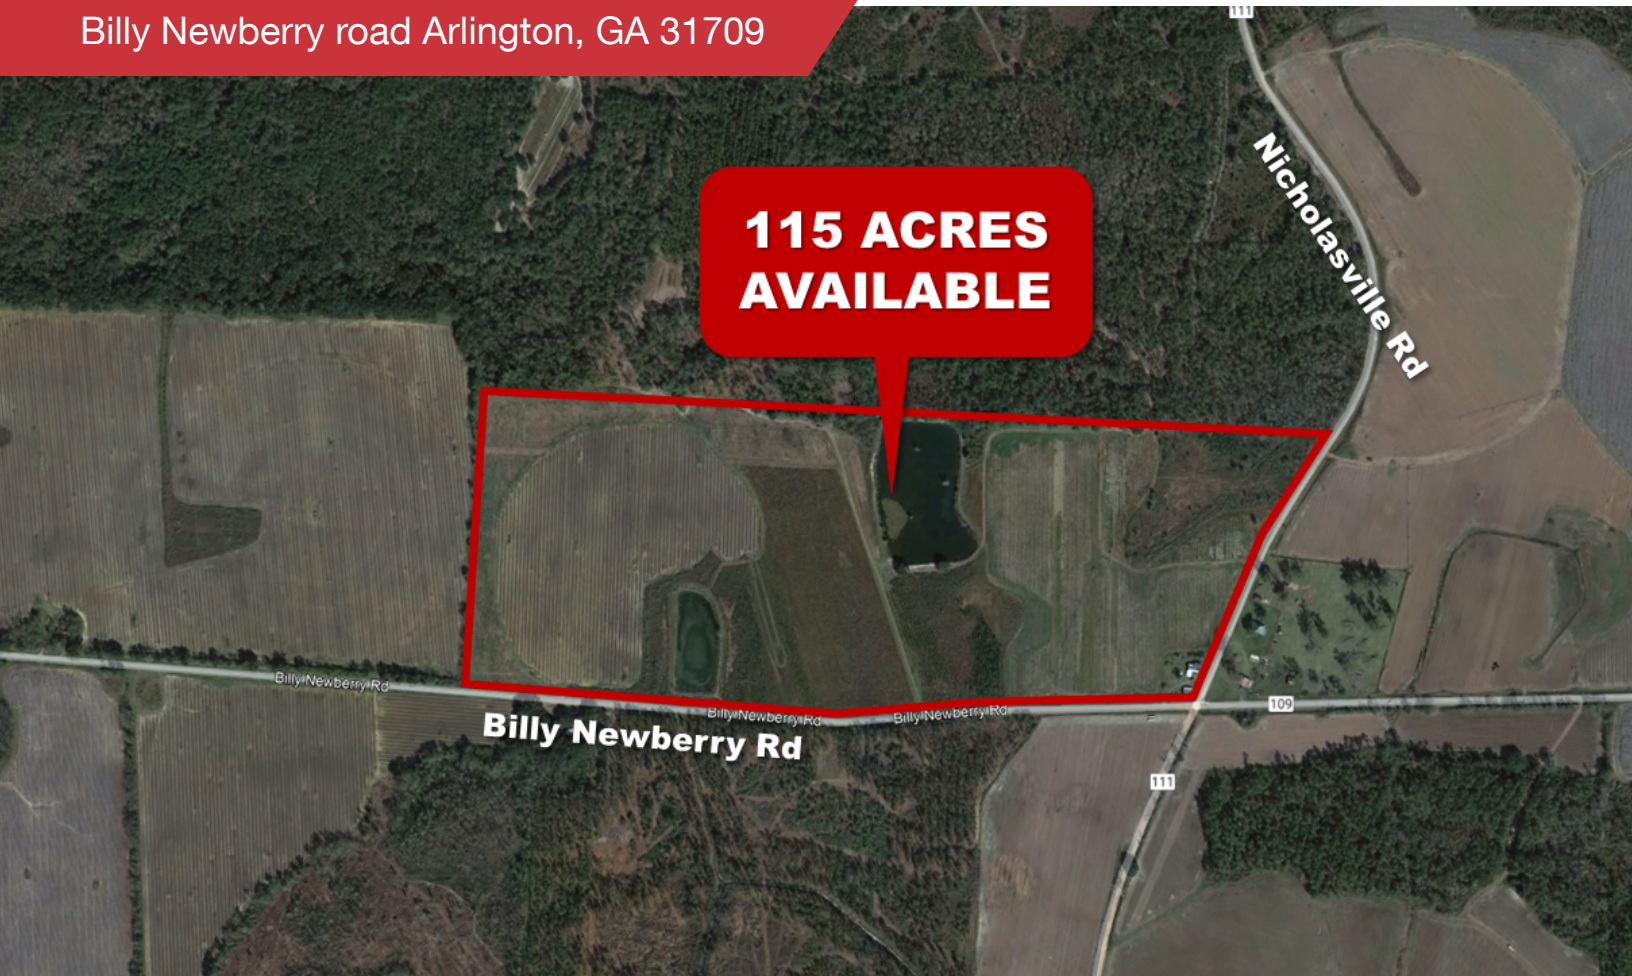 Billy Newberry road Arlington, GA 31709
111
Nicholasville Rd
115 ACRES
AVAILABLE
Billy Newberry Rd
Billy Newberry Rd
Billy Newberry Rd
109
Billy Newberry Rd
111